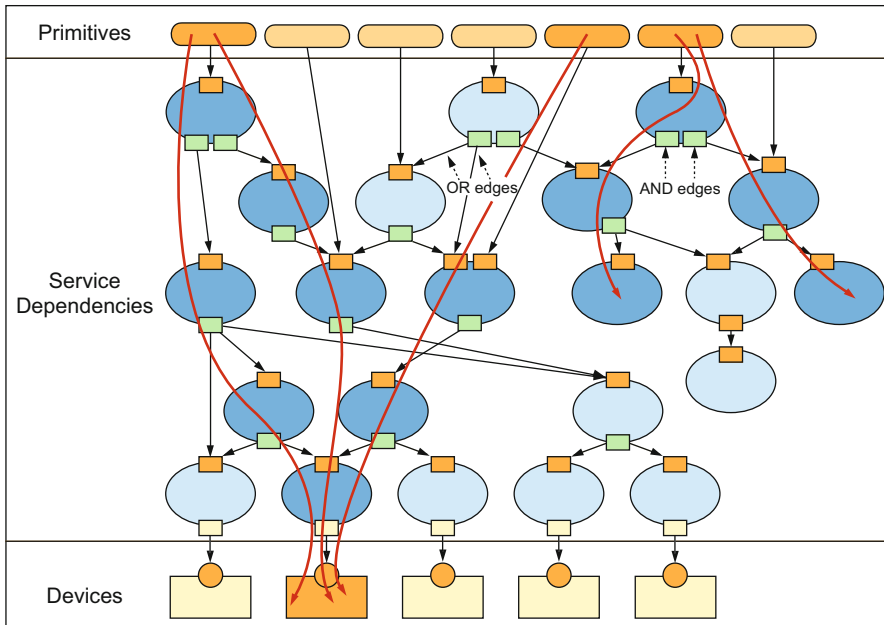 Primitives
OR edges
AND edges
Service
Dependencies
Devices